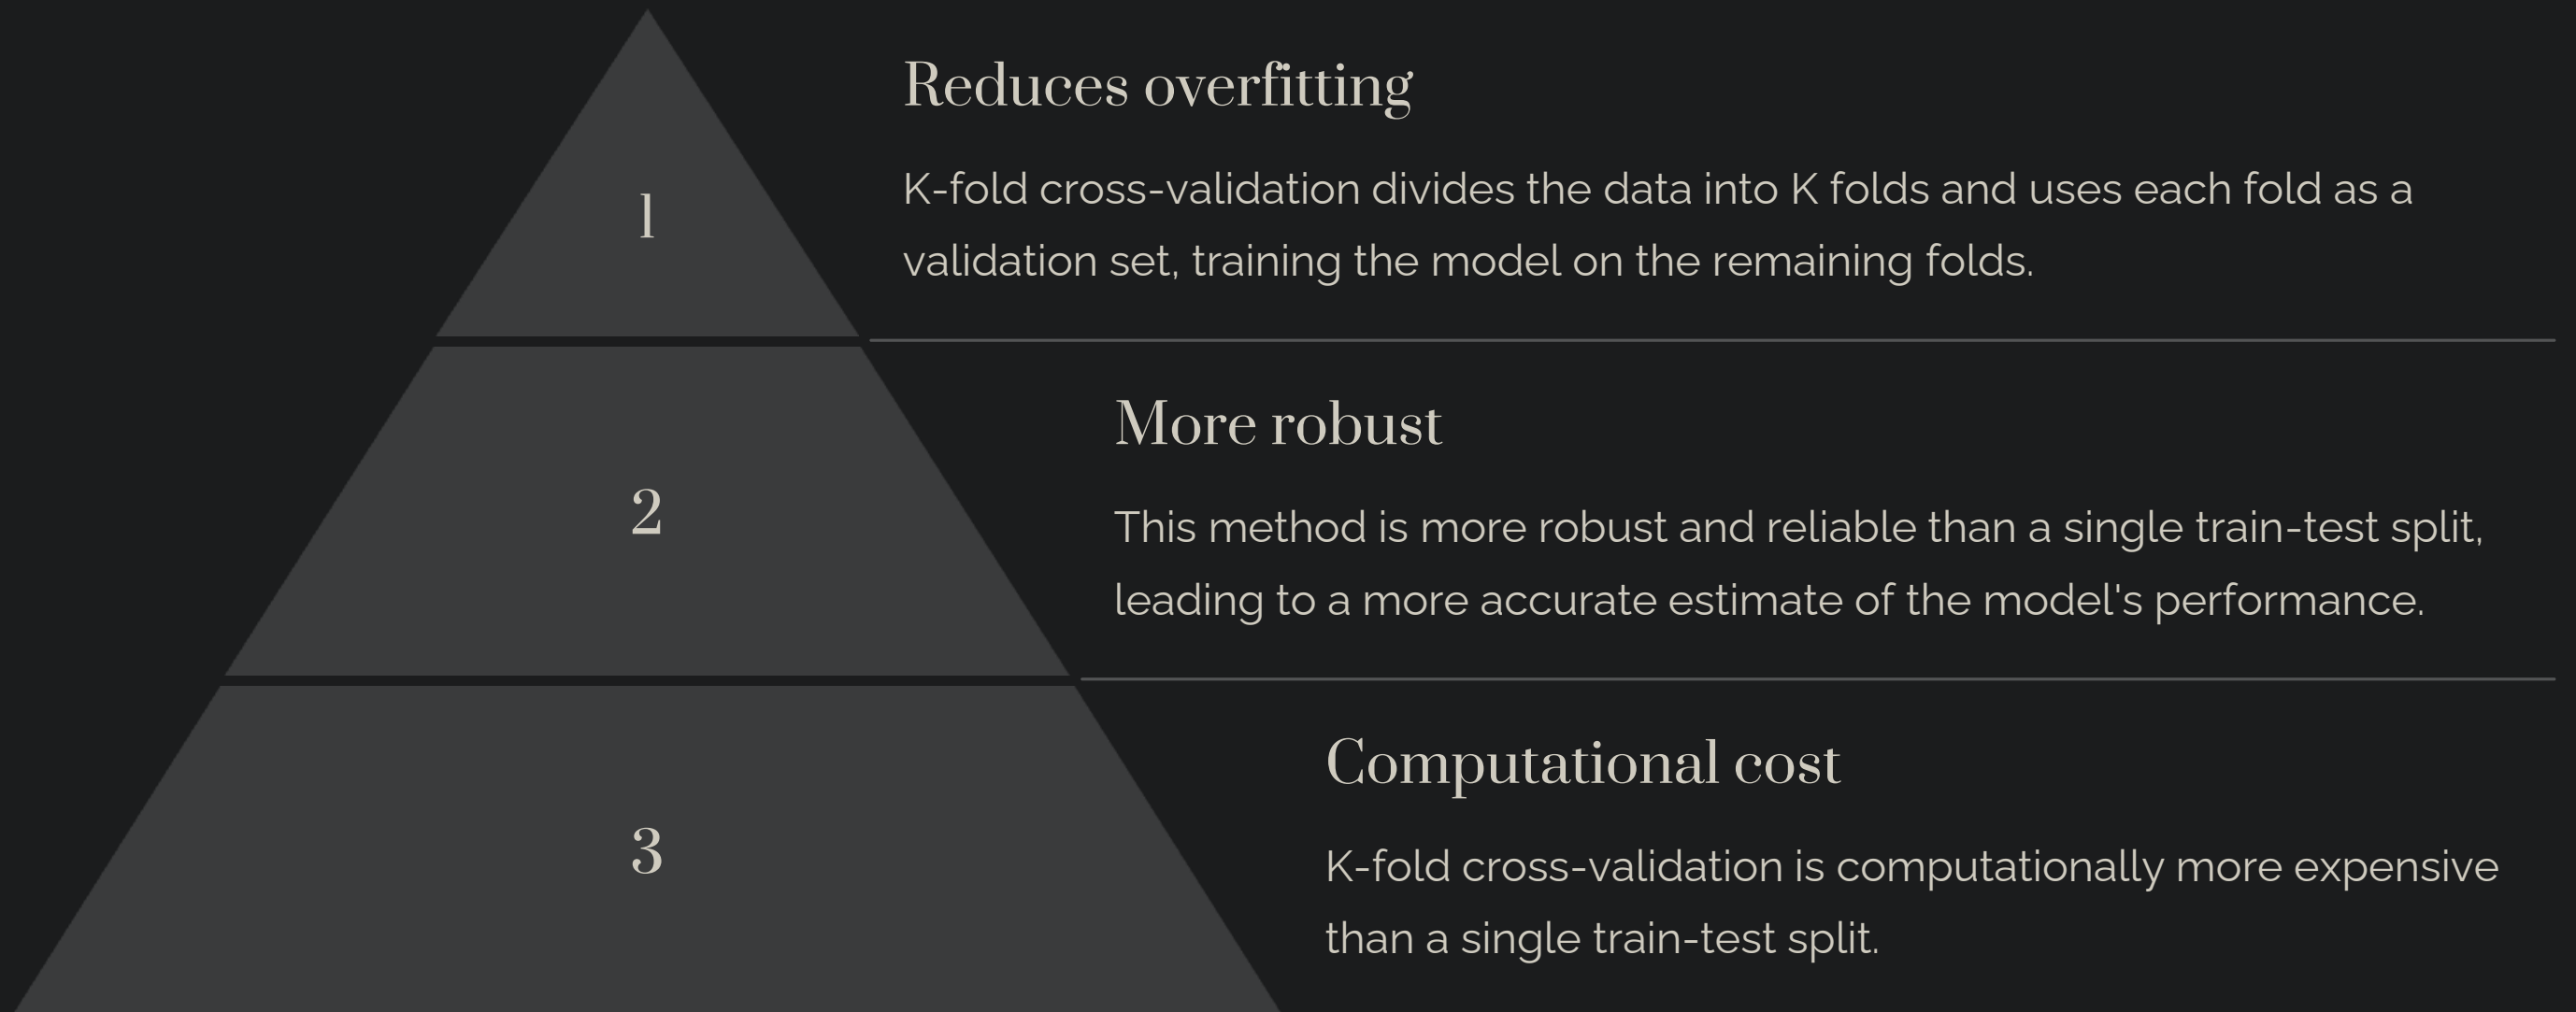 1
Reduces overfitting
K-fold cross-validation divides the data into K folds and uses each fold as a
validation set, training the model on the remaining folds.
2
More robust
This method is more robust and reliable than a single train-test split,
leading to a more accurate estimate of the model's performance.
3
Computational cost
K-fold cross-validation is computationally more expensive
than a single train-test split.